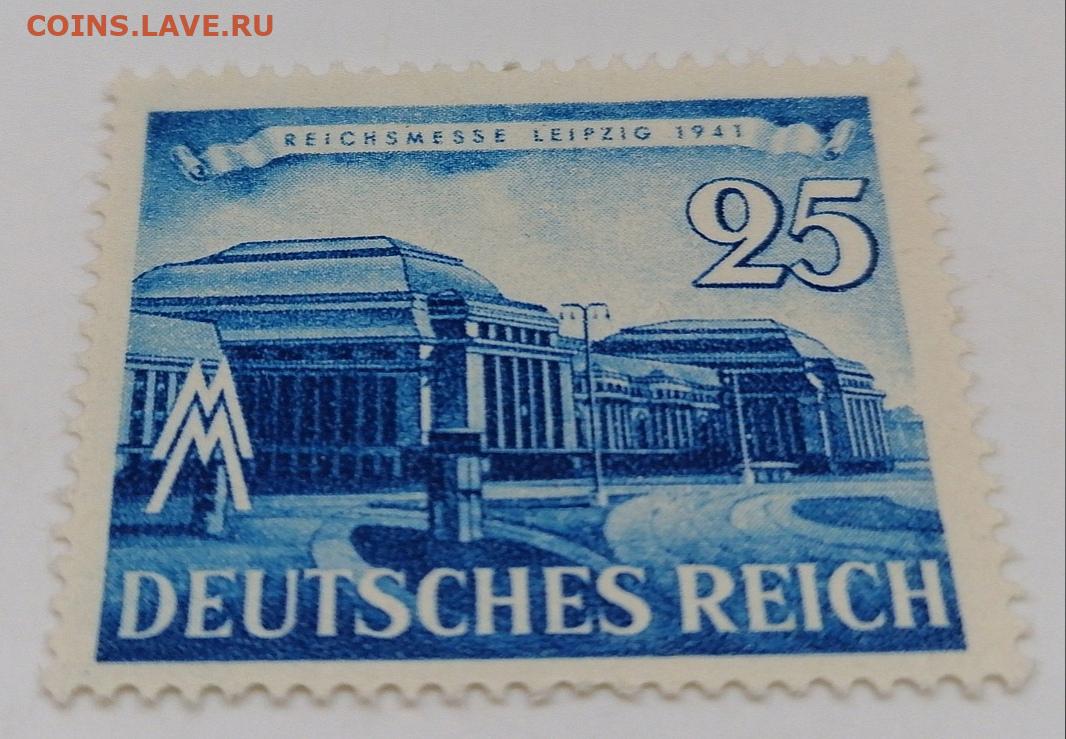 COINS.LAVE.RU
REICHSMESSE LEIPZIG 1941
25
MM
DEUTSCHES REICH